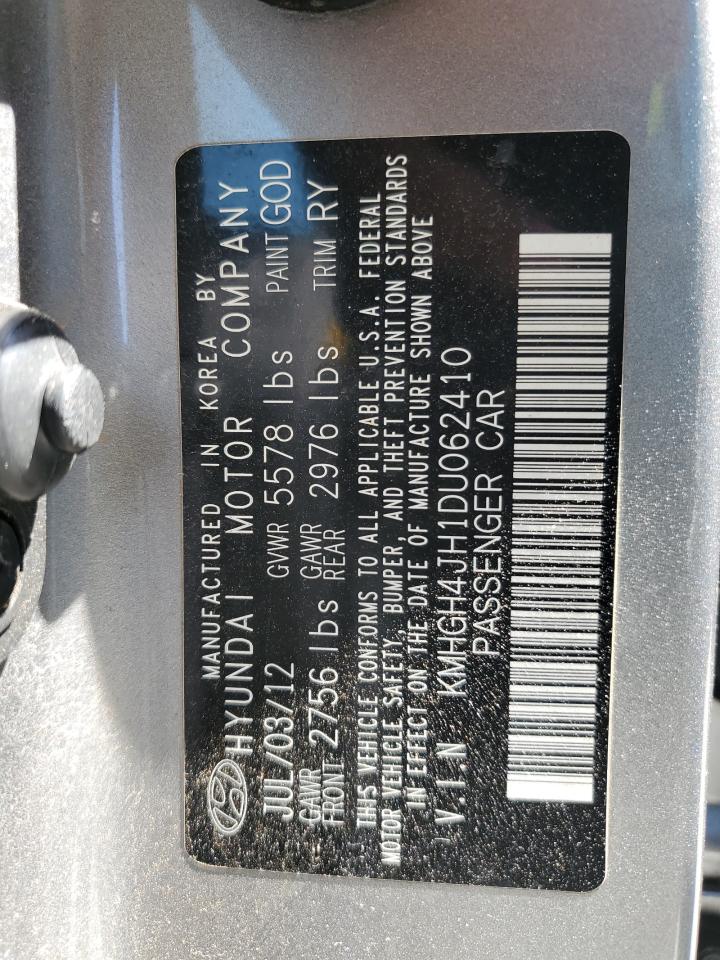 MANUFACTURED IN KOREA BY
HYUNDAI MOTOR COMPANY
JUL/03/12 GVWR 5578 lbs PAINT GOD
GAWR FRONT 2756 lbs GAWR REAR 2976 lbs TRIM RY
THIS VEHICLE CONFORMS TO ALL APPLICABLE U.S.A. FEDERAL
MOTOR VEHICLE SAFETY, BUMPER, AND THEFT PREVENTION STANDARDS
IN EFFECT ON THE DATE OF MANUFACTURE SHOWN ABOVE
V.I.N KMHGH4JH1DU062410
PASSENGER CAR